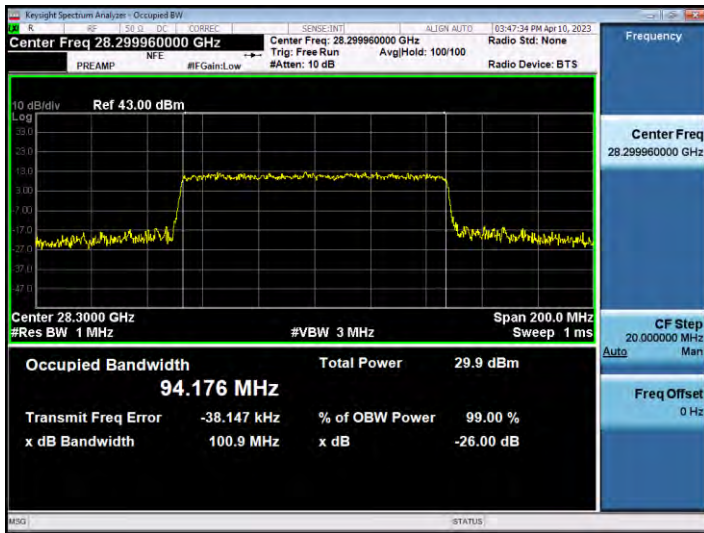 Keysight Spectrum Analyzer - Occupied BW
R RF 50 Ω DC CORREC SENSE:INT ALIGN AUTO 03:47:34 PM Apr 10, 2023
Center Freq 28.299960000 GHz Center Freq: 28.299960000 GHz Radio Std: None Frequency
NFE Trig: Free Run Avg|Hold: 100/100
PREAMP #IFGain:Low #Atten: 10 dB Radio Device: BTS
10 dB/div Ref 43.00 dBm
Log
33.0
23.0
13.0
3.00
-7.00
-17.0
-27.0
-37.0
-47.0
Center Freq
28.299960000 GHz
Center 28.3000 GHz Span 200.0 MHz
#Res BW 1 MHz #VBW 3 MHz Sweep 1 ms
CF Step
20.000000 MHz
Auto Man
Occupied Bandwidth Total Power 29.9 dBm
94.176 MHz
Transmit Freq Error -38.147 kHz % of OBW Power 99.00 %
x dB Bandwidth 100.9 MHz x dB -26.00 dB
Freq Offset
0 Hz
MSG STATUS